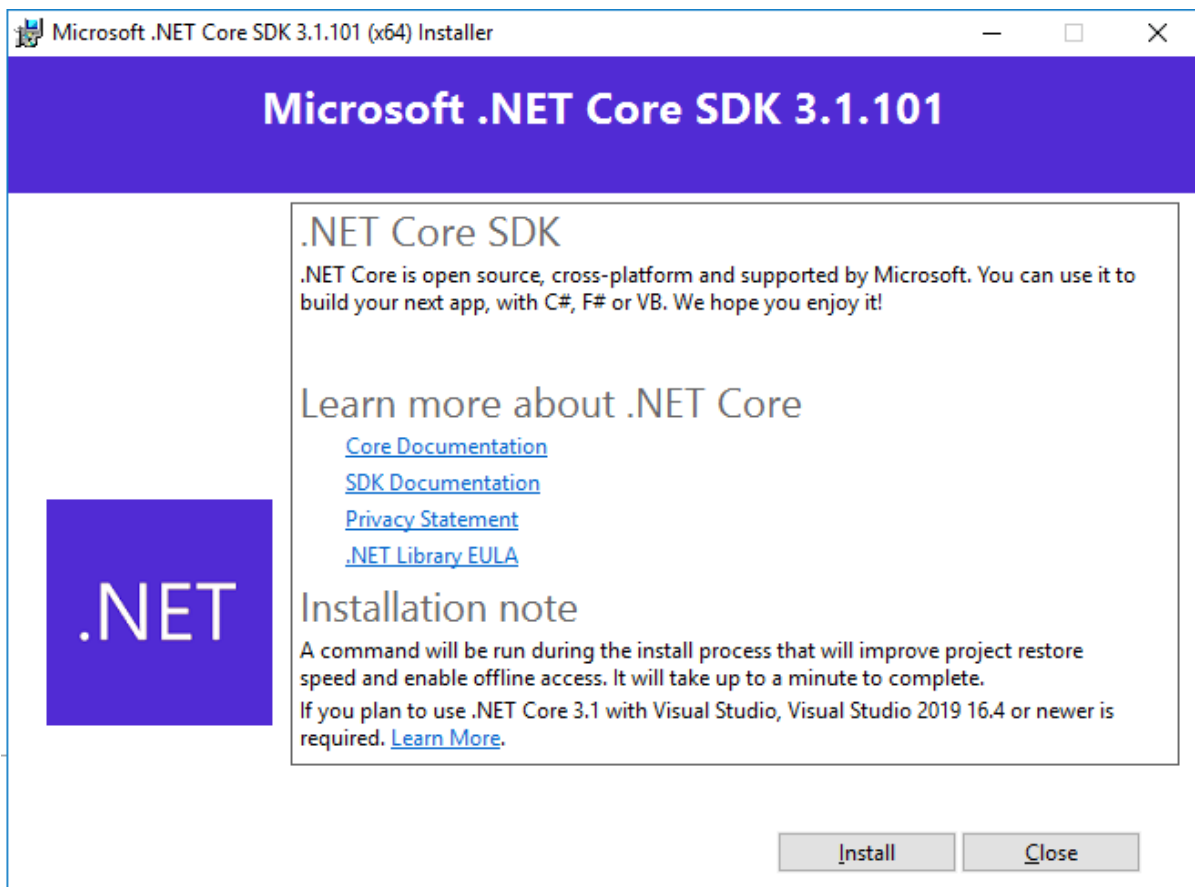 Microsoft .NET Core SDK 3.1.101 (x64) Installer
Microsoft .NET Core SDK 3.1.101
.NET Core SDK
.NET Core is open source, cross-platform and supported by Microsoft. You can use it to
build your next app, with C#, F# or VB. We hope you enjoy it!
Learn more about .NET Core
Core Documentation
SDK Documentation
Privacy Statement
.NET Library EULA
.NET
Installation note
A command will be run during the install process that will improve project restore
speed and enable offline access. It will take up to a minute to complete.
If you plan to use .NET Core 3.1 with Visual Studio, Visual Studio 2019 16.4 or newer is
required. Learn More.
Install
Close